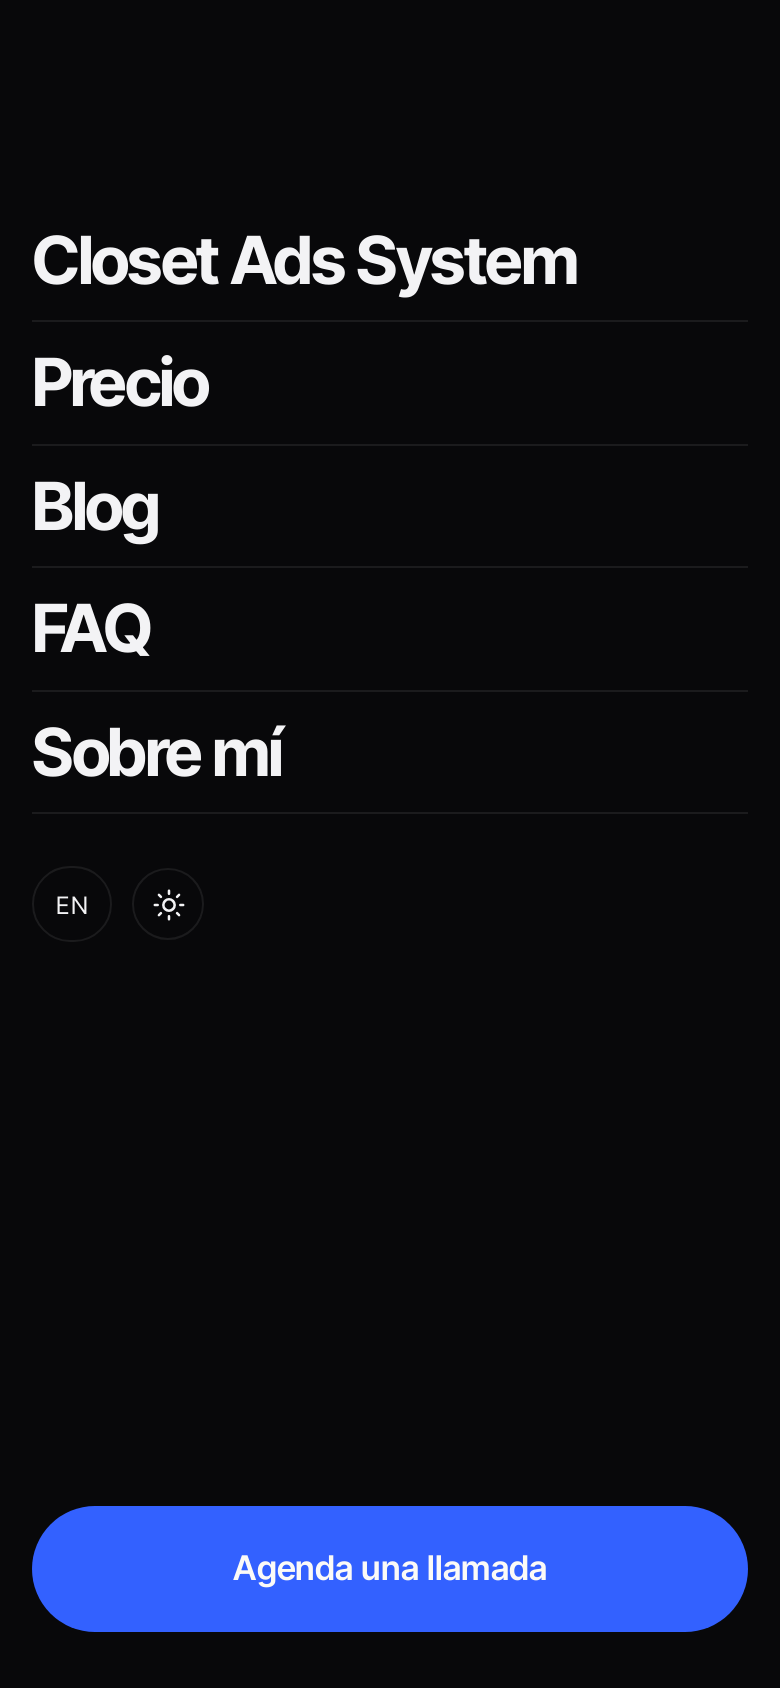 Closet Ads System
Precio
Blog
FAQ
Sobre mí
EN
Agenda una llamada